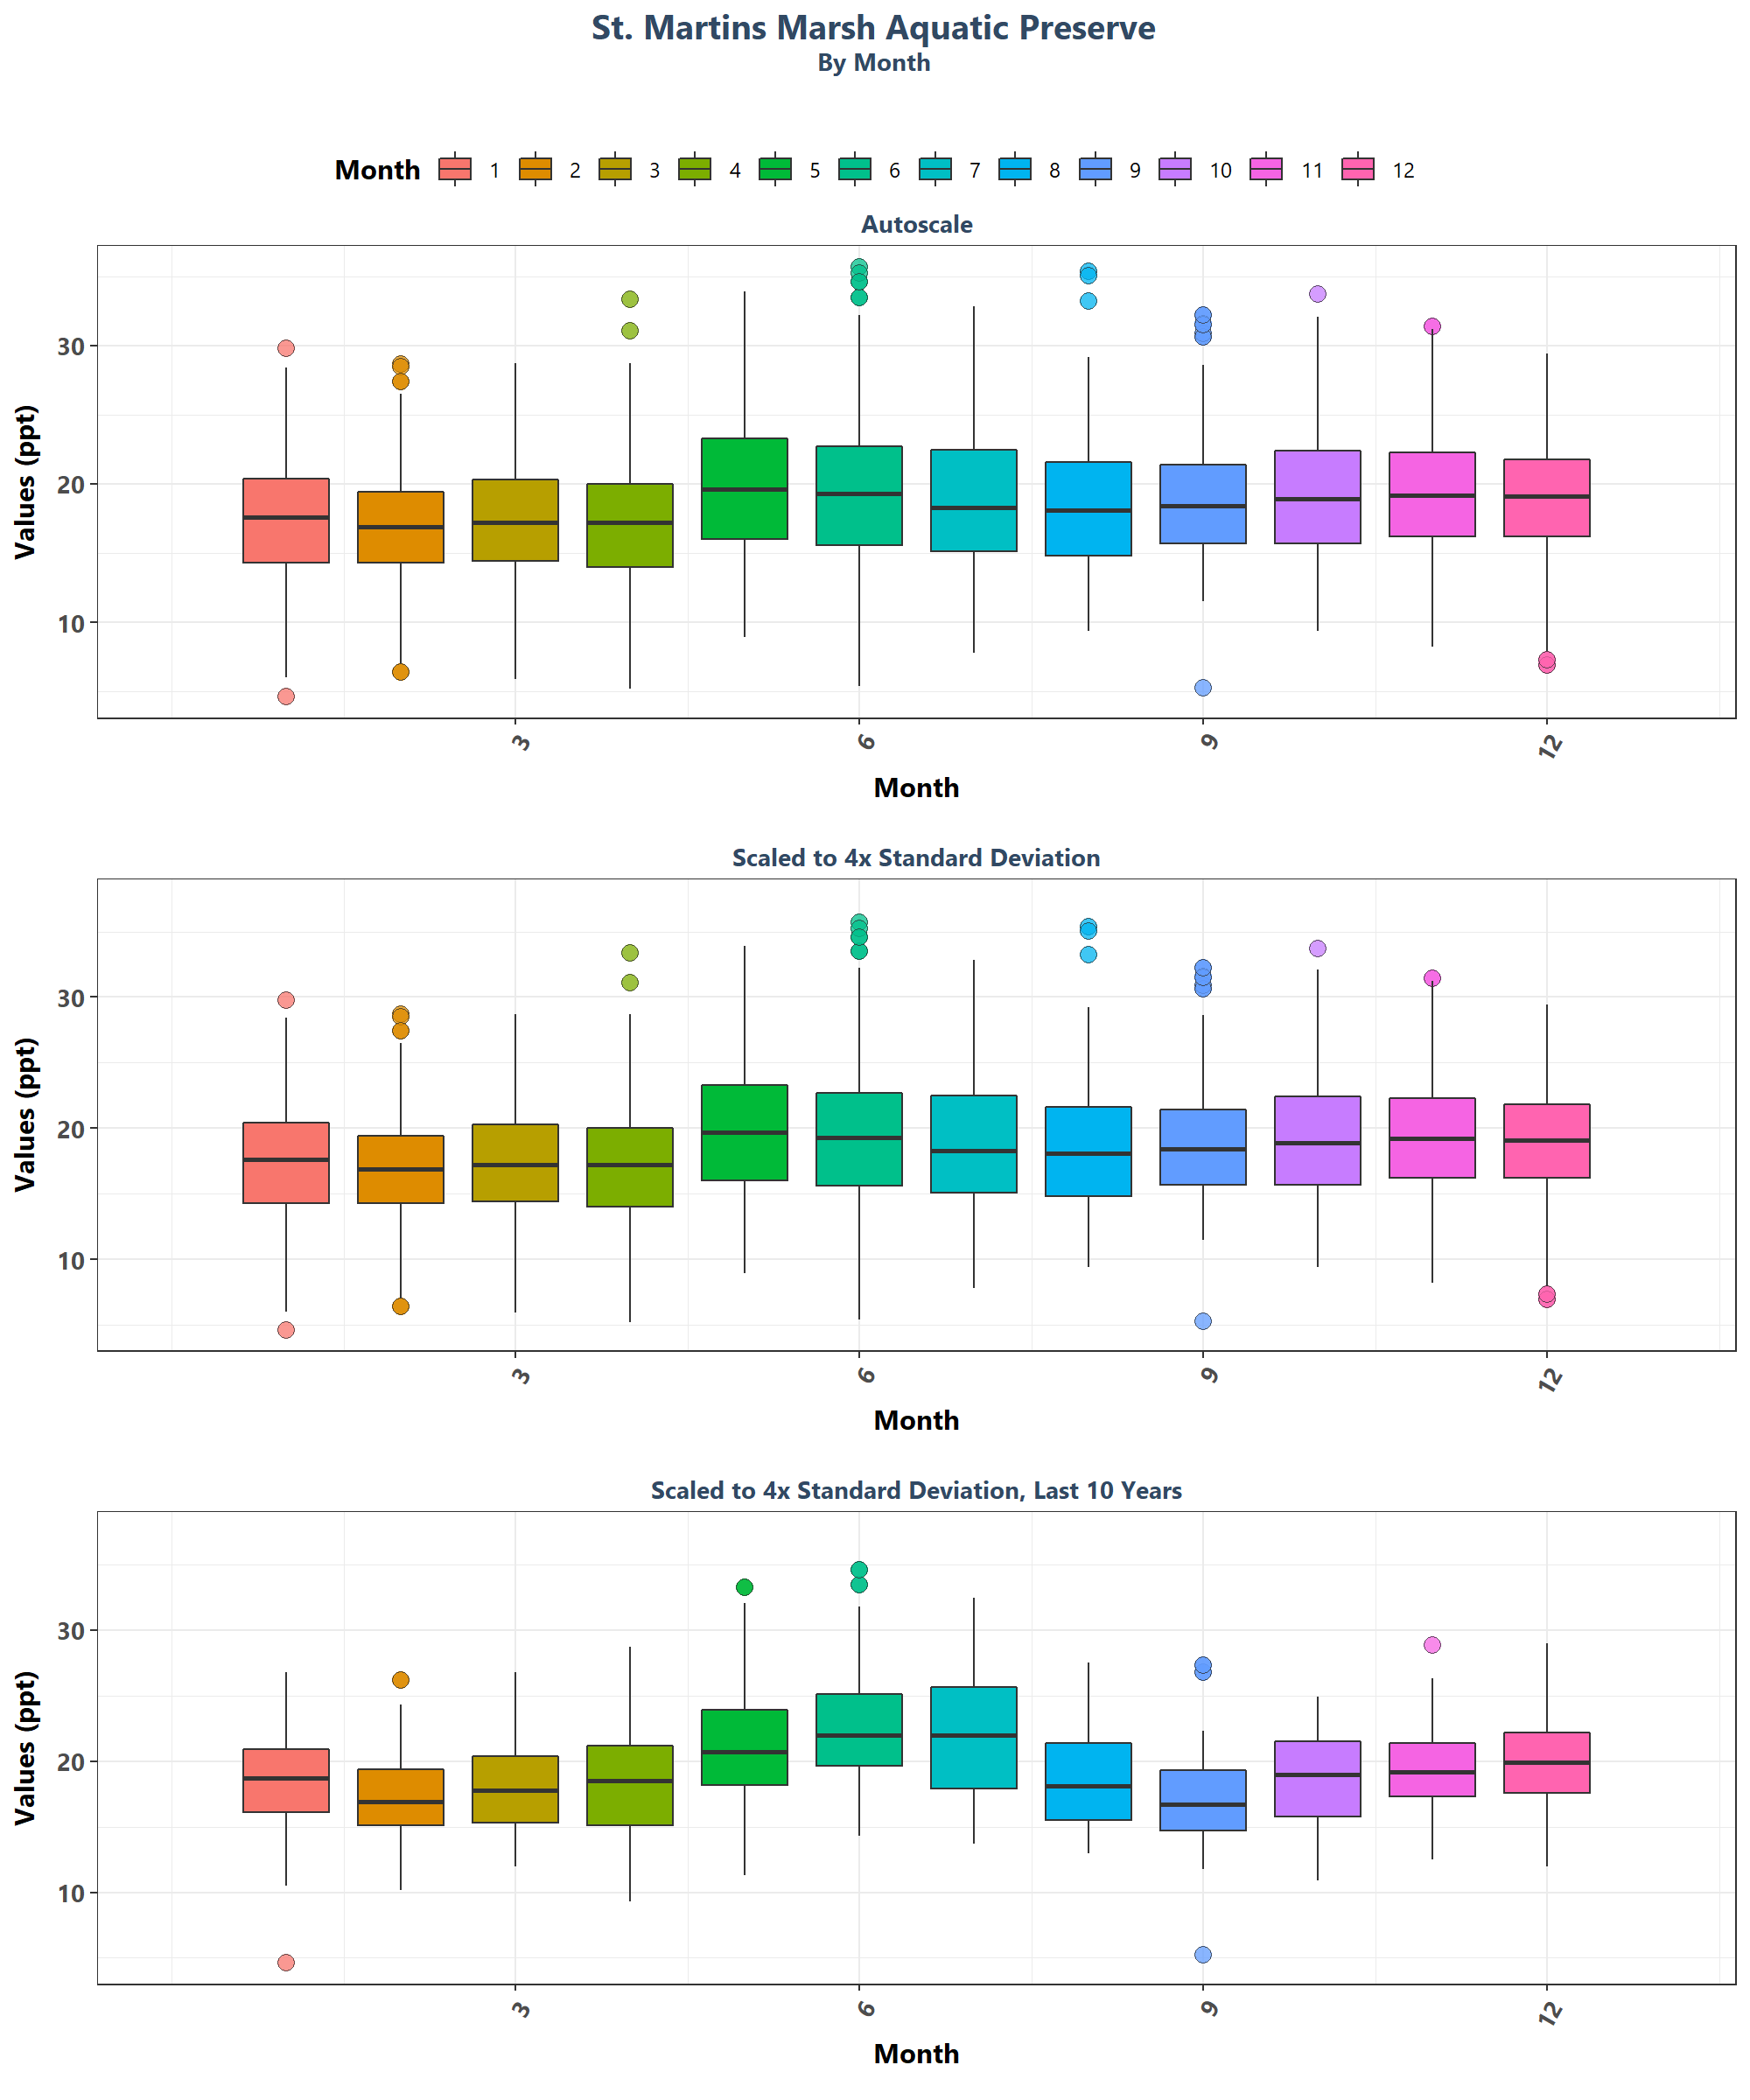 St. Martins Marsh Aquatic Preserve
By Month
Month 1 2 3 4 5 6 7 8 9 10 11 12
Autoscale
Values (ppt)
30
20
10
3 6 9 12
Month
Scaled to 4x Standard Deviation
Values (ppt)
30
20
10
3 6 9 12
Month
Scaled to 4x Standard Deviation, Last 10 Years
Values (ppt)
30
20
10
3 6 9 12
Month